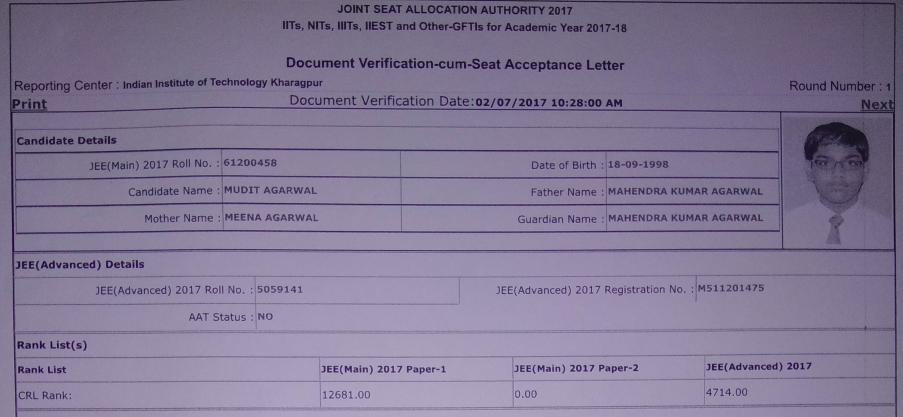 JOINT SEAT ALLOCATION AUTHORITY 2017
IITs, NITs, IIITs, IIEST and Other-GFTIs for Academic Year 2017-18
Document Verification-cum-Seat Acceptance Letter
Reporting Center : Indian Institute of Technology Kharagpur Round Number : 1
Print Document Verification Date:02/07/2017 10:28:00 AM Next
Candidate Details
JEE(Main) 2017 Roll No. : 61200458 Date of Birth : 18-09-1998
Candidate Name : MUDIT AGARWAL Father Name : MAHENDRA KUMAR AGARWAL
Mother Name : MEENA AGARWAL Guardian Name : MAHENDRA KUMAR AGARWAL
JEE(Advanced) Details
JEE(Advanced) 2017 Roll No. : 5059141 JEE(Advanced) 2017 Registration No. : M511201475
AAT Status : NO
Rank List(s)
Rank List JEE(Main) 2017 Paper-1 JEE(Main) 2017 Paper-2 JEE(Advanced) 2017
CRL Rank: 12681.00 0.00 4714.00